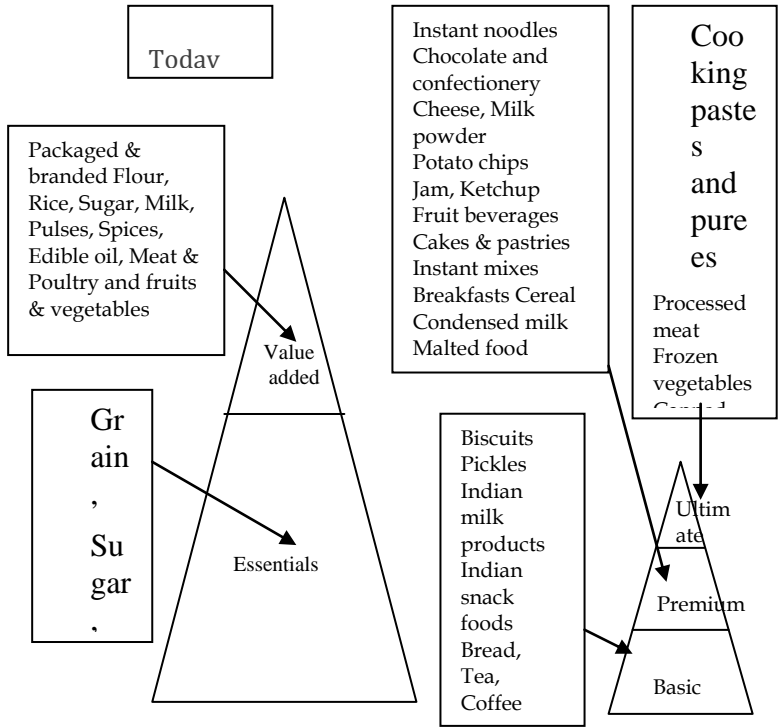 Today
Packaged &
branded Flour,
Rice, Sugar, Milk,
Pulses, Spices,
Edible oil, Meat &
Poultry and fruits
& vegetables
Value
added
Gr
ain
,
Su
gar
,
Essentials
Instant noodles
Chocolate and
confectionery
Cheese, Milk
powder
Potato chips
Jam, Ketchup
Fruit beverages
Cakes & pastries
Instant mixes
Breakfasts Cereal
Condensed milk
Malted food
Coo
king
paste
s
and
pure
es
Processed
meat
Frozen
vegetables
Biscuits
Pickles
Indian
milk
products
Indian
snack
foods
Bread,
Tea,
Coffee
Ultim
ate
Premium
Basic